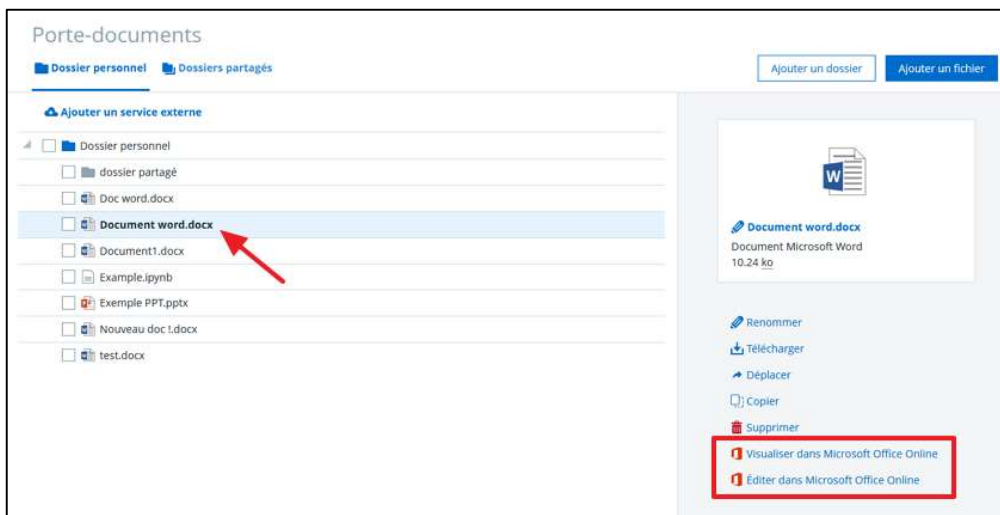 Porte-documents
Dossier personnel Dossiers partagés
Ajouter un dossier Ajouter un fichier
Ajouter un service externe
Dossier personnel
dossier partagé
Doc word.docx
Document word.docx
Document1.docx
Example.ipynb
Exemple PPT.pptx
Nouveau doc !.docx
test.docx
W
Document word.docx
Document Microsoft Word
10.24 ko
Renommer
Télécharger
Déplacer
Copier
Supprimer
Visualiser dans Microsoft Office Online
Éditer dans Microsoft Office Online